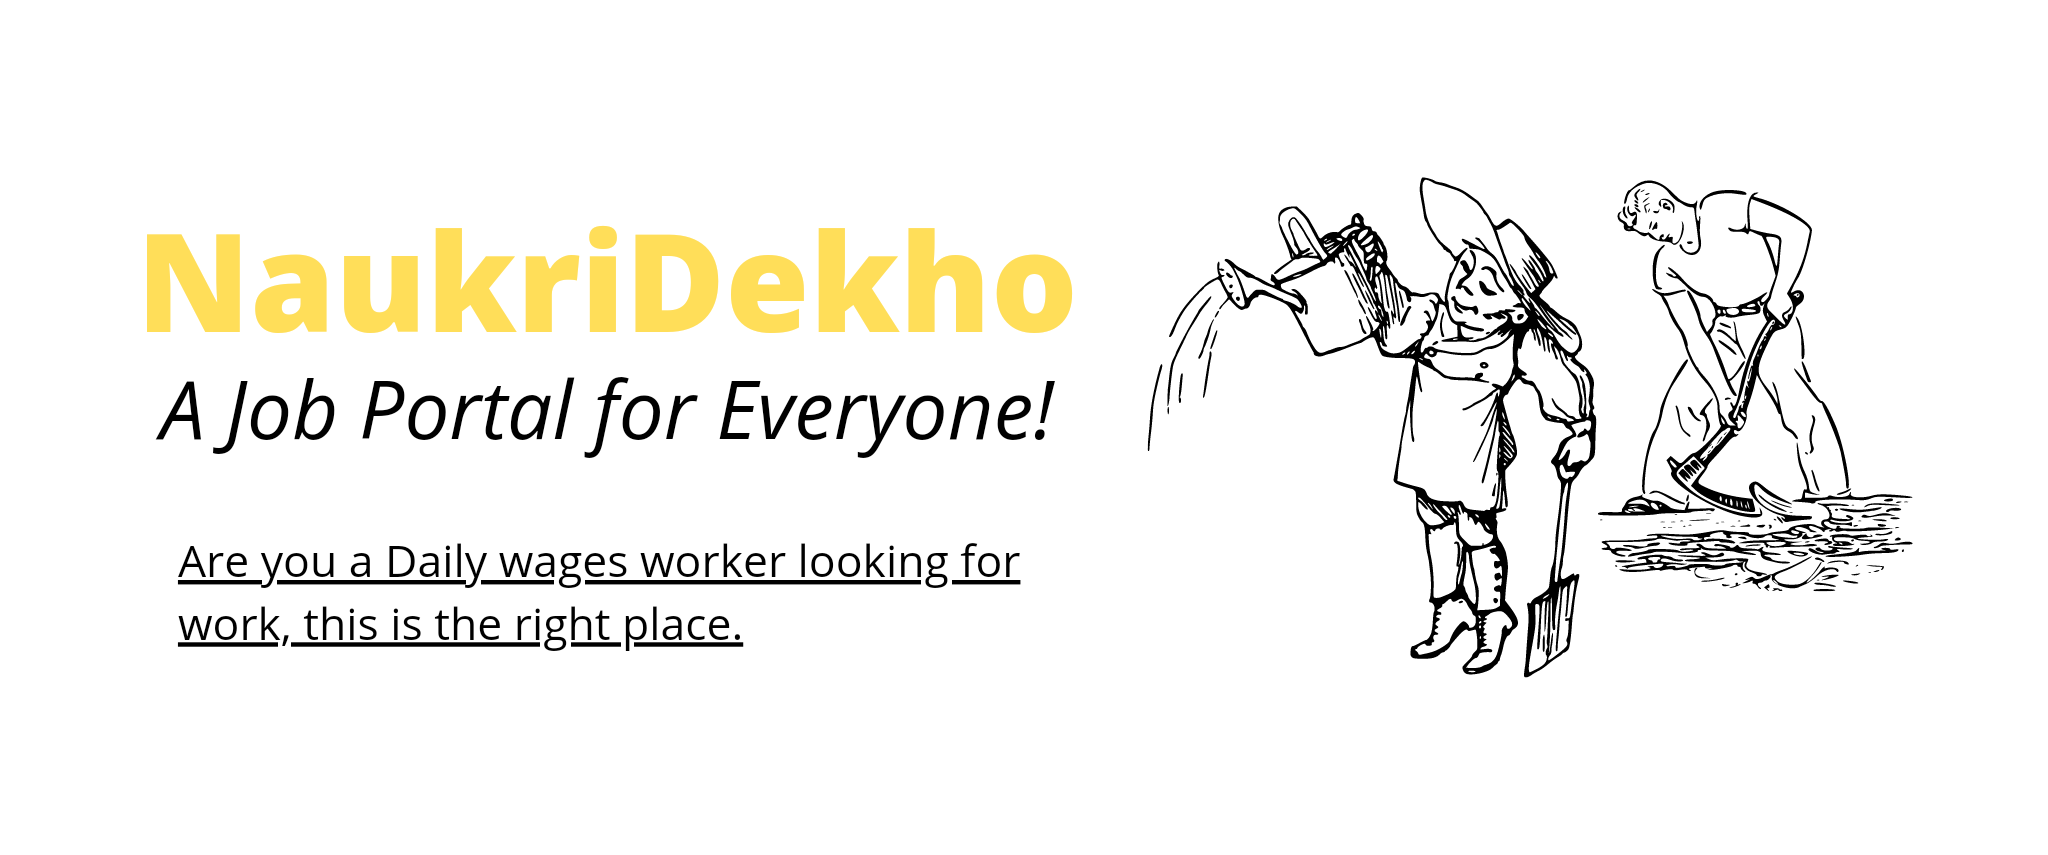 NaukriDekho
A Job Portal for Everyone!
Are you a Daily wages worker looking for
work, this is the right place.